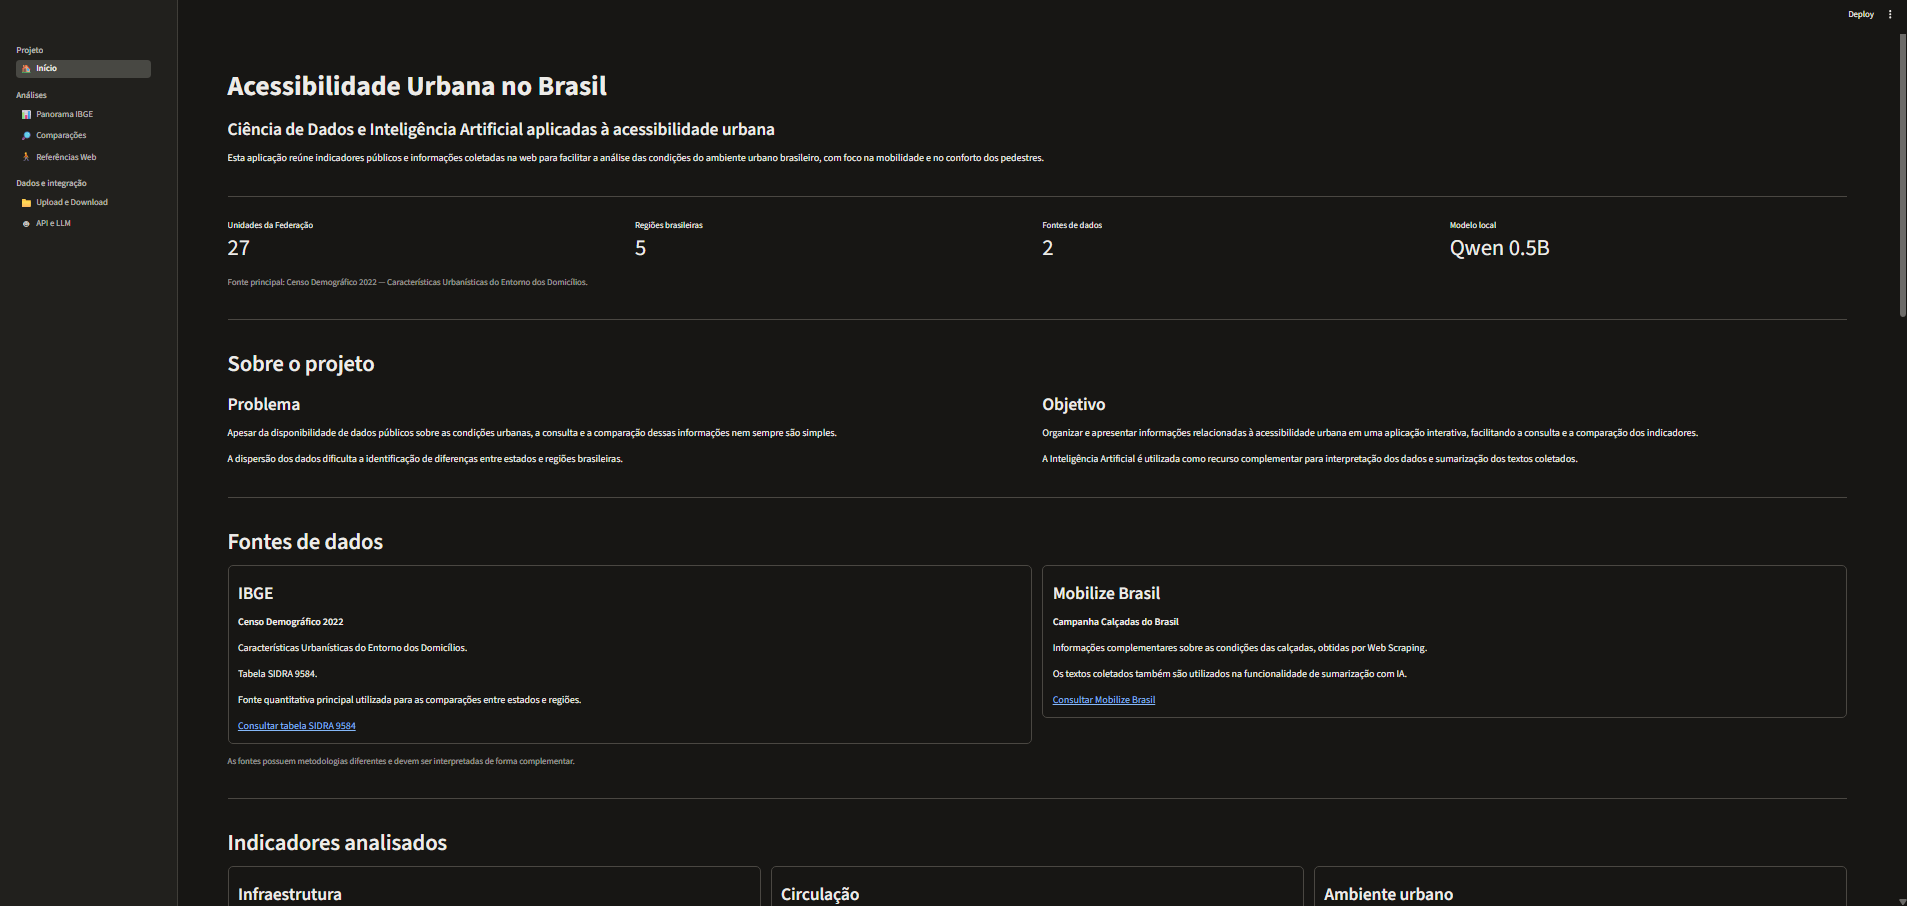 Deploy
Projeto
Início
Análises
Panorama IBGE
Comparações
Referências Web
Dados e integração
Upload e Download
API e LLM
Acessibilidade Urbana no Brasil
Ciência de Dados e Inteligência Artificial aplicadas à acessibilidade urbana
Esta aplicação reúne indicadores públicos e informações coletadas na web para facilitar a análise das condições do ambiente urbano brasileiro, com foco na mobilidade e no conforto dos pedestres.
Unidades da Federação
27
Regiões brasileiras
5
Fontes de dados
2
Modelo local
Qwen 0.5B
Fonte principal: Censo Demográfico 2022 — Características Urbanísticas do Entorno dos Domicílios.
Sobre o projeto
Problema
Apesar da disponibilidade de dados públicos sobre as condições urbanas, a consulta e a comparação dessas informações nem sempre são simples.
A dispersão dos dados dificulta a identificação de diferenças entre estados e regiões brasileiras.
Objetivo
Organizar e apresentar informações relacionadas à acessibilidade urbana em uma aplicação interativa, facilitando a consulta e a comparação dos indicadores.
A Inteligência Artificial é utilizada como recurso complementar para interpretação dos dados e sumarização dos textos coletados.
Fontes de dados
IBGE
Censo Demográfico 2022
Características Urbanísticas do Entorno dos Domicílios.
Tabela SIDRA 9584.
Fonte quantitativa principal utilizada para as comparações entre estados e regiões.
Consultar tabela SIDRA 9584
Mobilize Brasil
Campanha Calçadas do Brasil
Informações complementares sobre as condições das calçadas, obtidas por Web Scraping.
Os textos coletados também são utilizados na funcionalidade de sumarização com IA.
Consultar Mobilize Brasil
As fontes possuem metodologias diferentes e devem ser interpretadas de forma complementar.
Indicadores analisados
Infraestrutura
Circulação
Ambiente urbano